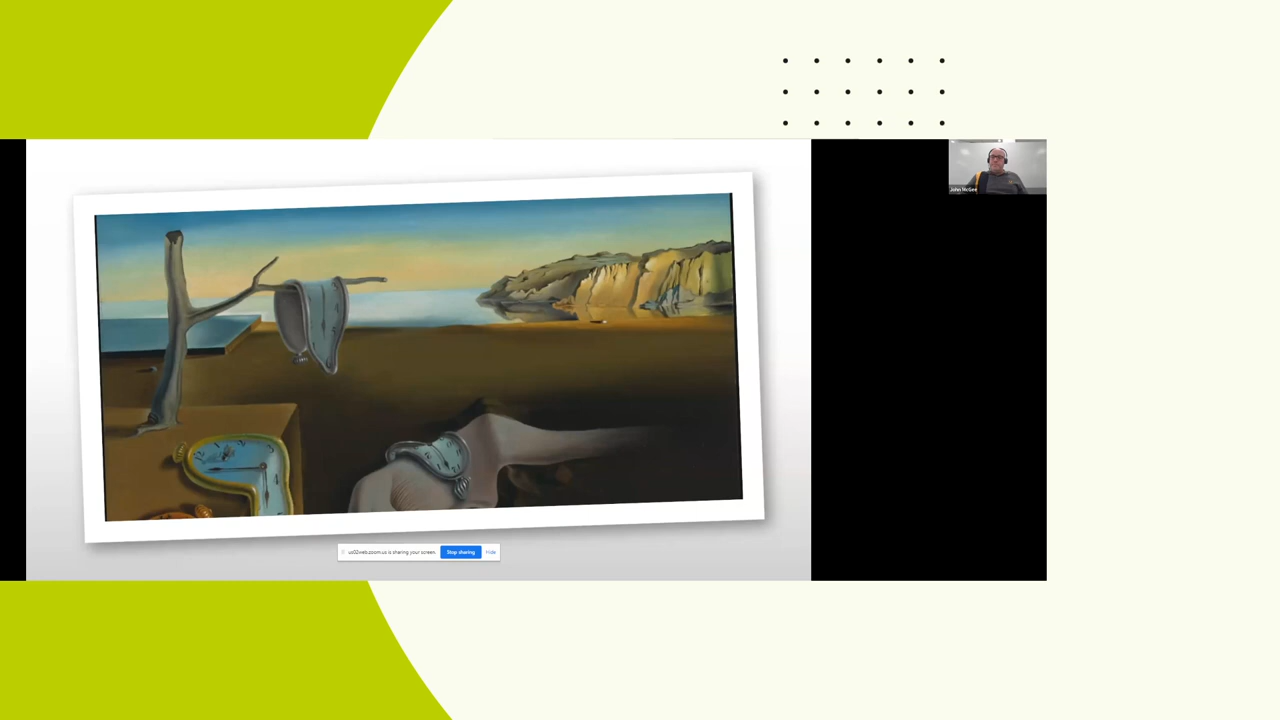 John McGee
us02web.zoom.us is sharing your screen.
Stop sharing
Hide